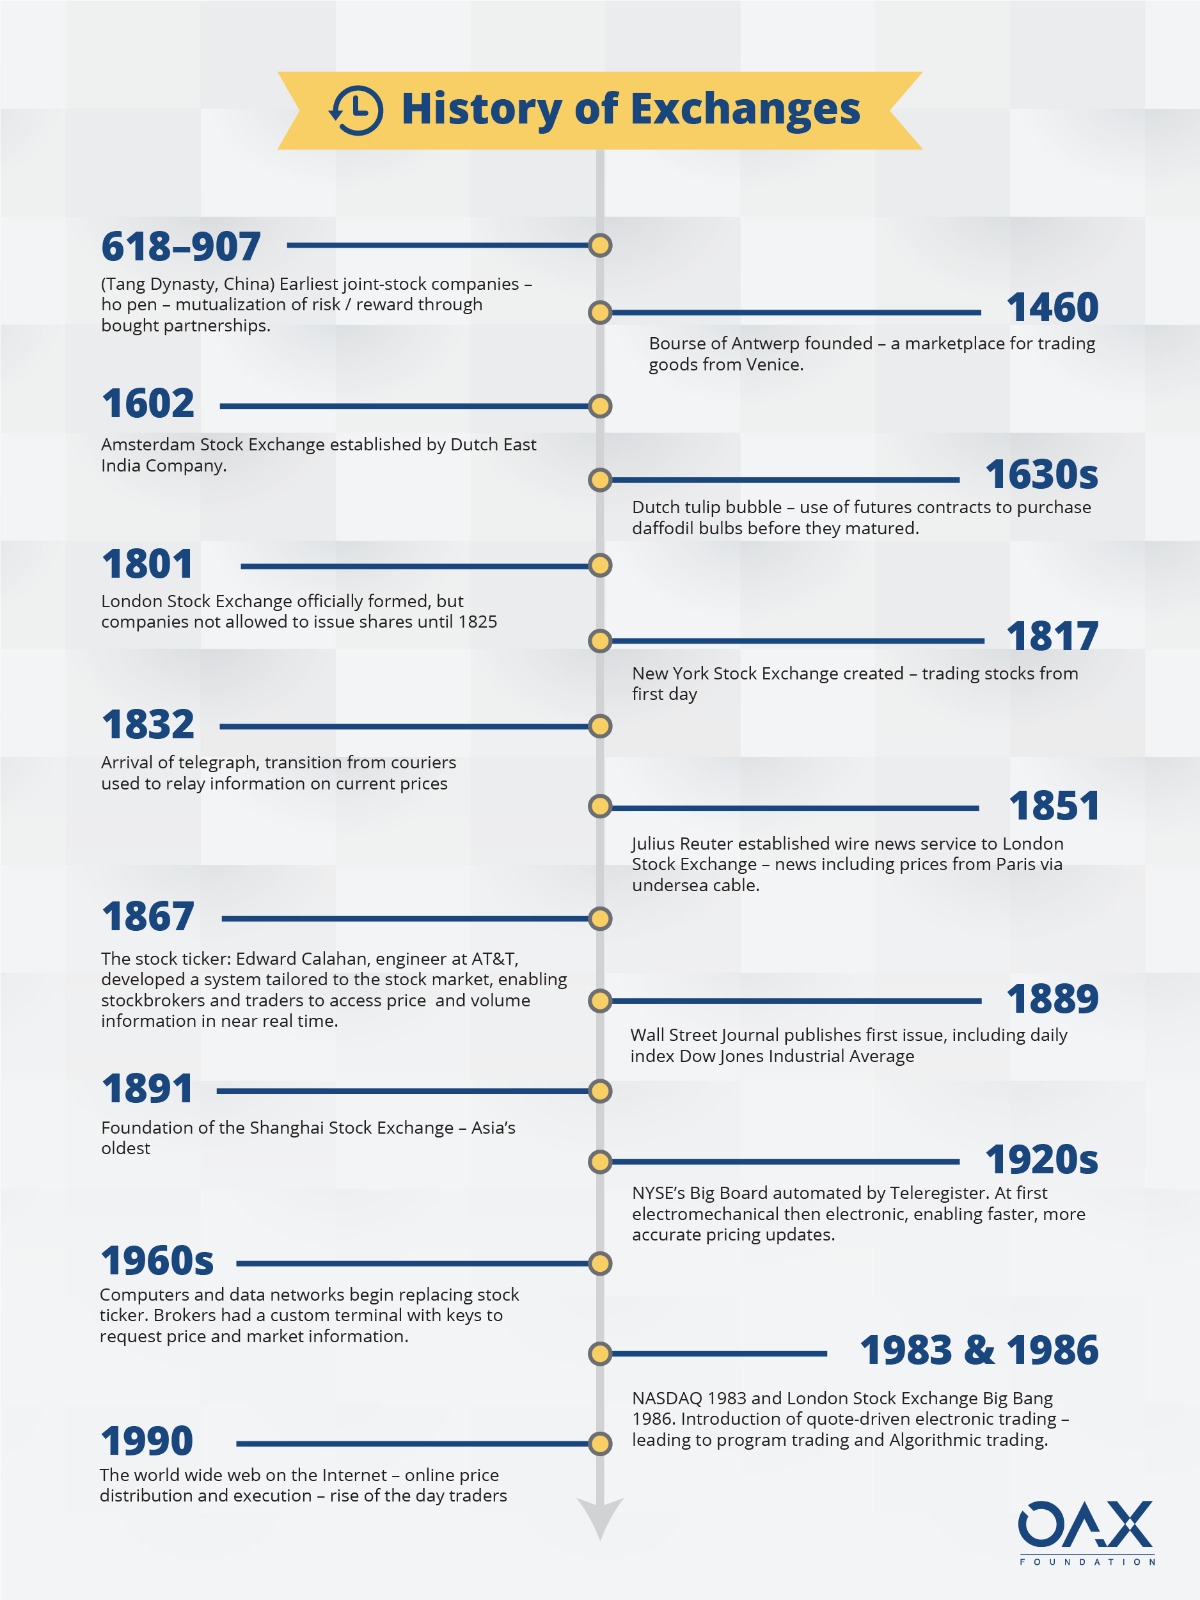 History of Exchanges
618–907
(Tang Dynasty, China) Earliest joint-stock companies –
ho pen – mutualization of risk / reward through
bought partnerships.
1460
Bourse of Antwerp founded – a marketplace for trading
goods from Venice.
1602
Amsterdam Stock Exchange established by Dutch East
India Company.
1630s
Dutch tulip bubble – use of futures contracts to purchase
daffodil bulbs before they matured.
1801
London Stock Exchange officially formed, but
companies not allowed to issue shares until 1825
1817
New York Stock Exchange created – trading stocks from
first day
1832
Arrival of telegraph, transition from couriers
used to relay information on current prices
1851
Julius Reuter established wire news service to London
Stock Exchange – news including prices from Paris via
undersea cable.
1867
The stock ticker: Edward Calahan, engineer at AT&T,
developed a system tailored to the stock market, enabling
stockbrokers and traders to access price and volume
information in near real time.
1889
Wall Street Journal publishes first issue, including daily
index Dow Jones Industrial Average
1891
Foundation of the Shanghai Stock Exchange – Asia’s
oldest
1920s
NYSE’s Big Board automated by Teleregister. At first
electromechanical then electronic, enabling faster, more
accurate pricing updates.
1960s
Computers and data networks begin replacing stock
ticker. Brokers had a custom terminal with keys to
request price and market information.
1983 & 1986
NASDAQ 1983 and London Stock Exchange Big Bang
1986. Introduction of quote-driven electronic trading –
leading to program trading and Algorithmic trading.
1990
The world wide web on the Internet – online price
distribution and execution – rise of the day traders
OAX
FOUNDATION